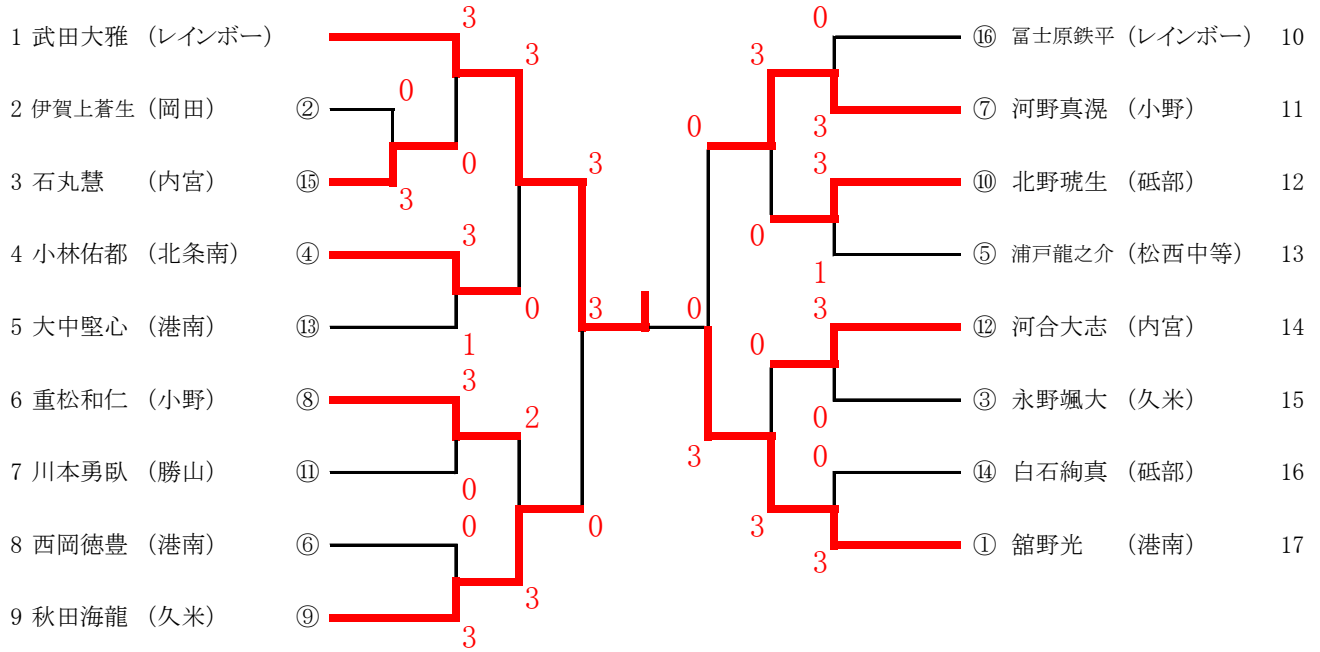 1 武田大雅 （レインボー）
2 伊賀上蒼生 （岡田） ②
3 石丸慧 （内宮） ⑮
4 小林佑都 （北条南） ④
5 大中堅心 （港南） ⑬
6 重松和仁 （小野） ⑧
7 川本勇臥 （勝山） ⑪
8 西岡徳豊 （港南） ⑥
9 秋田海龍 （久米） ⑨
3
3
0
0
3
3
3
0
1
3
2
0
0
0
3
3
3
0
0
3
0
3
3
3
0
1
3
0
0
0
3
3
⑯ 冨士原鉄平 （レインボー） 10
⑦ 河野真滉 （小野） 11
⑩ 北野琥生 （砥部） 12
⑤ 浦戸龍之介 （松西中等） 13
⑫ 河合大志 （内宮） 14
③ 永野颯大 （久米） 15
⑭ 白石絢真 （砥部） 16
① 舘野光 （港南） 17